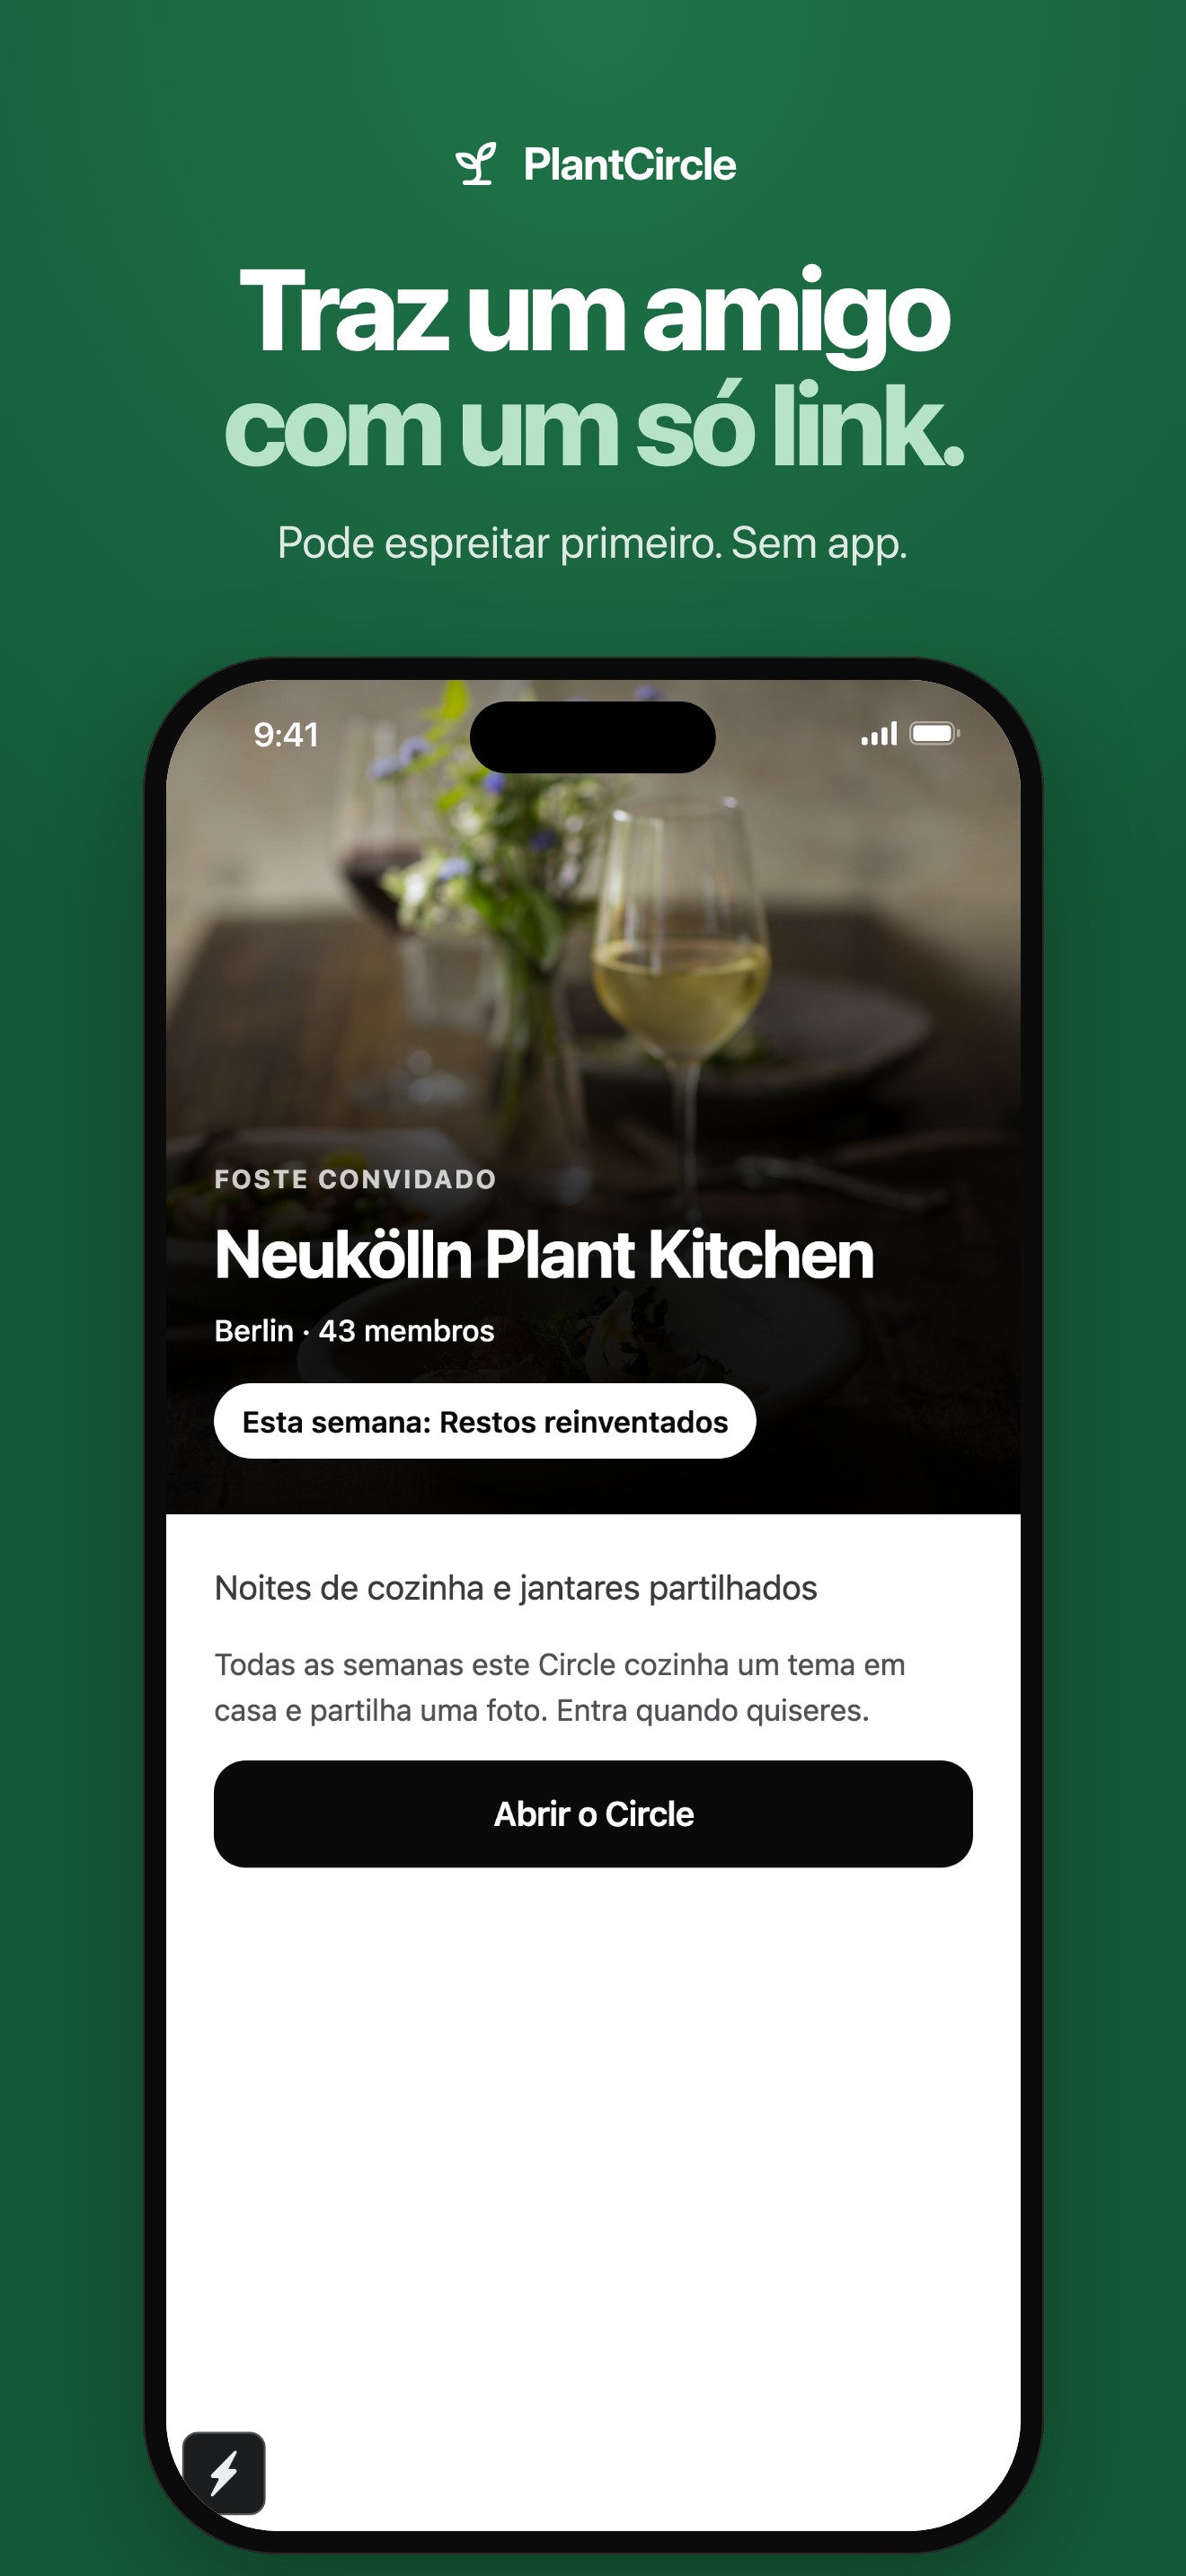 PlantCircle
Traz um amigo
com um só link.
Pode espreitar primeiro. Sem app.
9:41
FOSTE CONVIDADO
Neukölln Plant Kitchen
Berlin · 43 membros
Esta semana: Restos reinventados
Noites de cozinha e jantares partilhados
Todas as semanas este Circle cozinha um tema em
casa e partilha uma foto. Entra quando quiseres.
Abrir o Circle